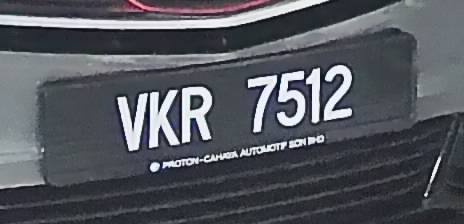 VKR 7512
PROTON-CAHAYA AUTOMOTIF SDN BHD